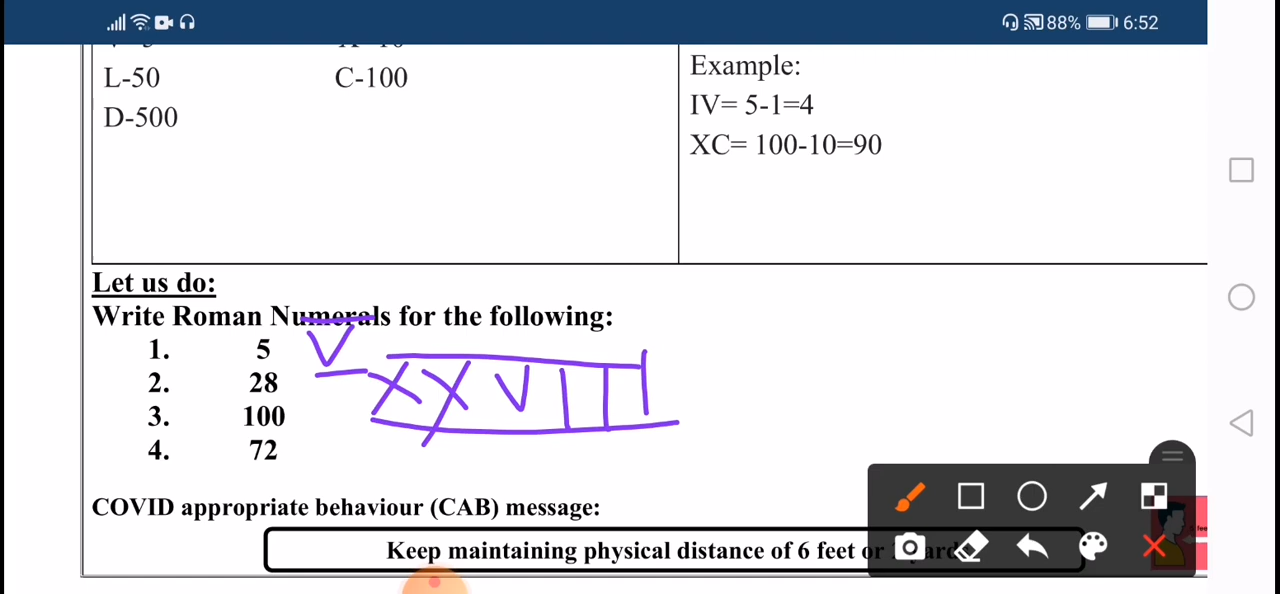 88% 6:52
L-50 C-100
D-500
Example:
IV= 5-1=4
XC= 100-10=90
Let us do:
Write Roman Numerals for the following:
1. 5 V
2. 28 XXVIII
3. 100
4. 72
COVID appropriate behaviour (CAB) message:
Keep maintaining physical distance of 6 feet or